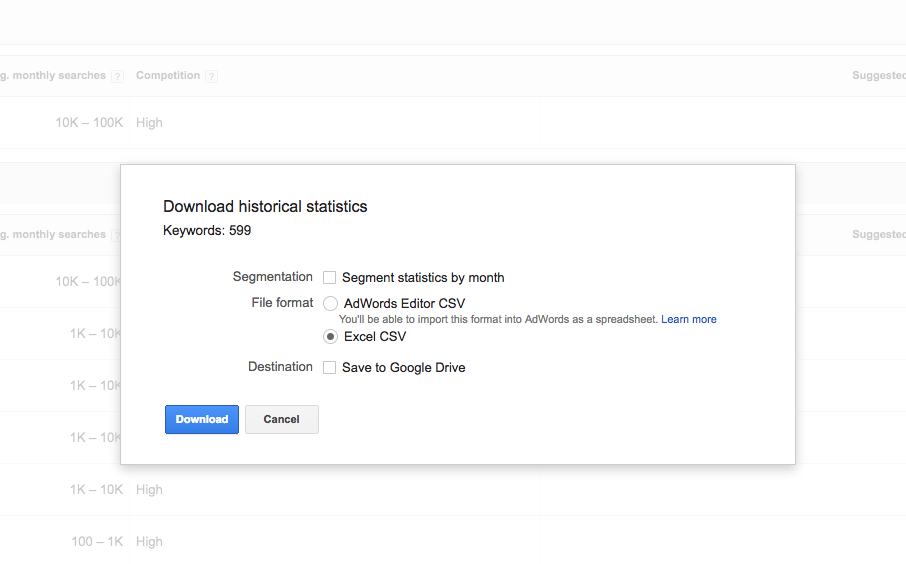 g. monthly searches ? Competition ? Suggested
10K – 100K High
Download historical statistics
Keywords: 599
g. monthly searches ? Suggested
Segmentation Segment statistics by month
10K – 100K
File format AdWords Editor CSV
You'll be able to import this format into AdWords as a spreadsheet. Learn more
1K – 10K
Excel CSV
Destination Save to Google Drive
1K – 10K
Download Cancel
1K – 10K
1K – 10K High
100 – 1K High